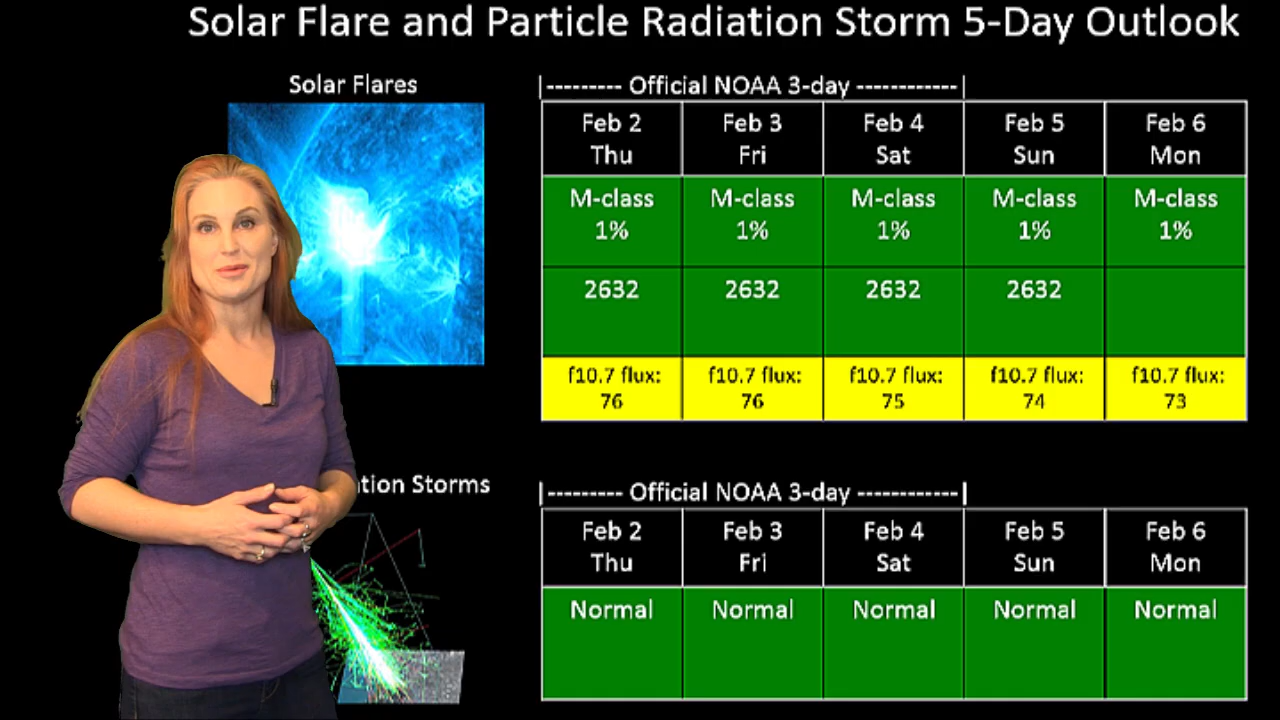 Solar Flare and Particle Radiation Storm 5-Day Outlook
Solar Flares
|--------- Official NOAA 3-day ------------|
Feb 2 Feb 3 Feb 4 Feb 5 Feb 6
Thu Fri Sat Sun Mon
M-class M-class M-class M-class M-class
1% 1% 1% 1% 1%
2632 2632 2632 2632
f10.7 flux: f10.7 flux: f10.7 flux: f10.7 flux: f10.7 flux:
76 76 75 74 73
Storms
|--------- Official NOAA 3-day ------------|
Feb 2 Feb 3 Feb 4 Feb 5 Feb 6
Thu Fri Sat Sun Mon
Normal Normal Normal Normal Normal